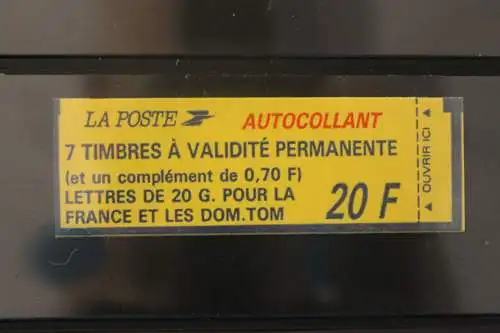 LA POSTE AUTOCOLLANT
7 TIMBRES À VALIDITÉ PERMANENTE
(et un complément de 0,70 F)
LETTRES DE 20 G. POUR LA
FRANCE ET LES DOM.TOM
20 F
OUVRIR ICI